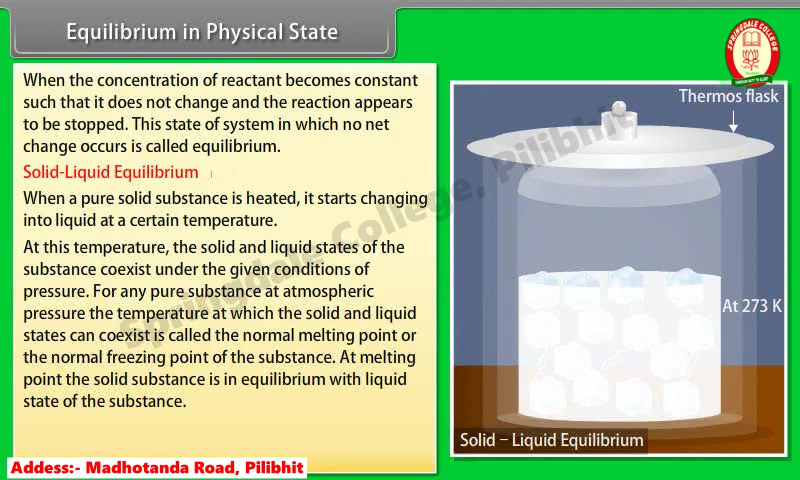 Equilibrium in Physical State
SPRINGDALE COLLEGE
Thermos flask
When the concentration of reactant becomes constant
such that it does not change and the reaction appears
to be stopped. This state of system in which no net
change occurs is called equilibrium.
Solid-Liquid Equilibrium
When a pure solid substance is heated, it starts changing
into liquid at a certain temperature.
At this temperature, the solid and liquid states of the
substance coexist under the given conditions of
pressure. For any pure substance at atmospheric
pressure the temperature at which the solid and liquid
states can coexist is called the normal melting point or
the normal freezing point of the substance. At melting
point the solid substance is in equilibrium with liquid
state of the substance.
Springdale College, Pilibhit
At 273 K
Solid – Liquid Equilibrium
Addess:- Madhotanda Road, Pilibhit